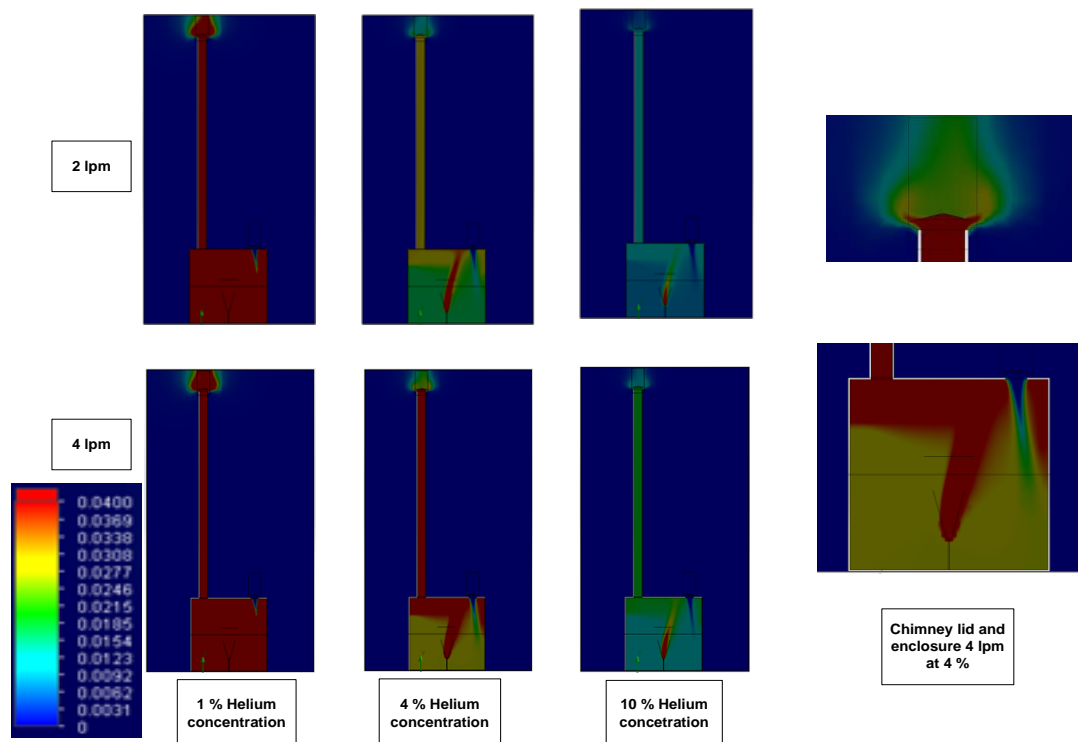 2 lpm
4 lpm
0.0400
0.0369
0.0338
0.0308
0.0277
0.0246
0.0215
0.0185
0.0154
0.0123
0.0092
0.0062
0.0031
0
1 % Helium
concentration
4 % Helium
concentration
10 % Helium
concetration
Chimney lid and
enclosure 4 lpm
at 4 %